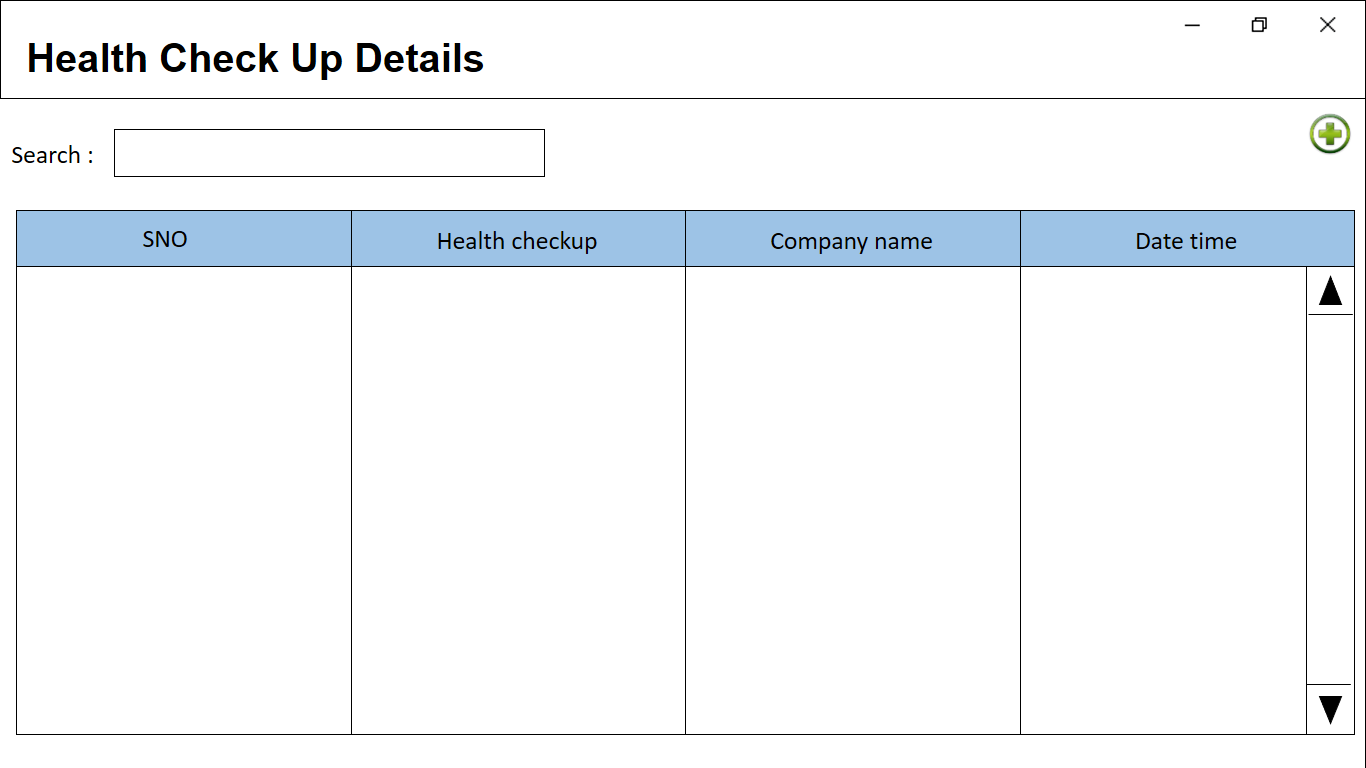 Health Check Up Details
Search :
SNO
Health checkup
Company name
Date time